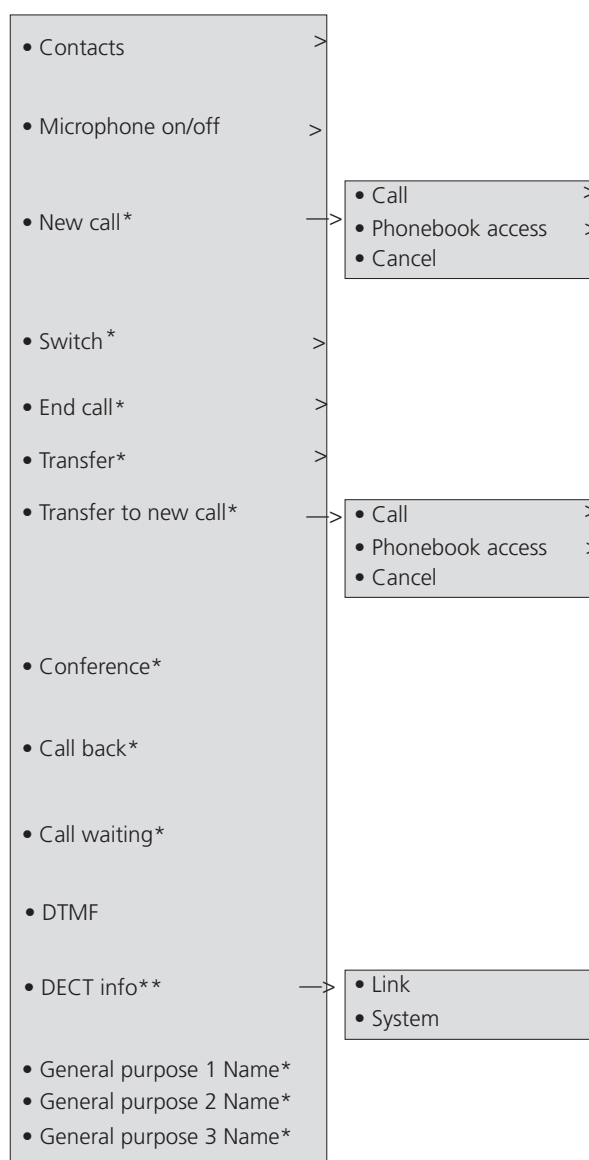 • Contacts >
• Microphone on/off >
• New call* —>
• Call >
• Phonebook access >
• Cancel
• Switch* >
• End call* >
• Transfer* >
• Transfer to new call* —>
• Call >
• Phonebook access >
• Cancel
• Conference*
• Call back*
• Call waiting*
• DTMF
• DECT info** —>
• Link
• System
• General purpose 1 Name*
• General purpose 2 Name*
• General purpose 3 Name*